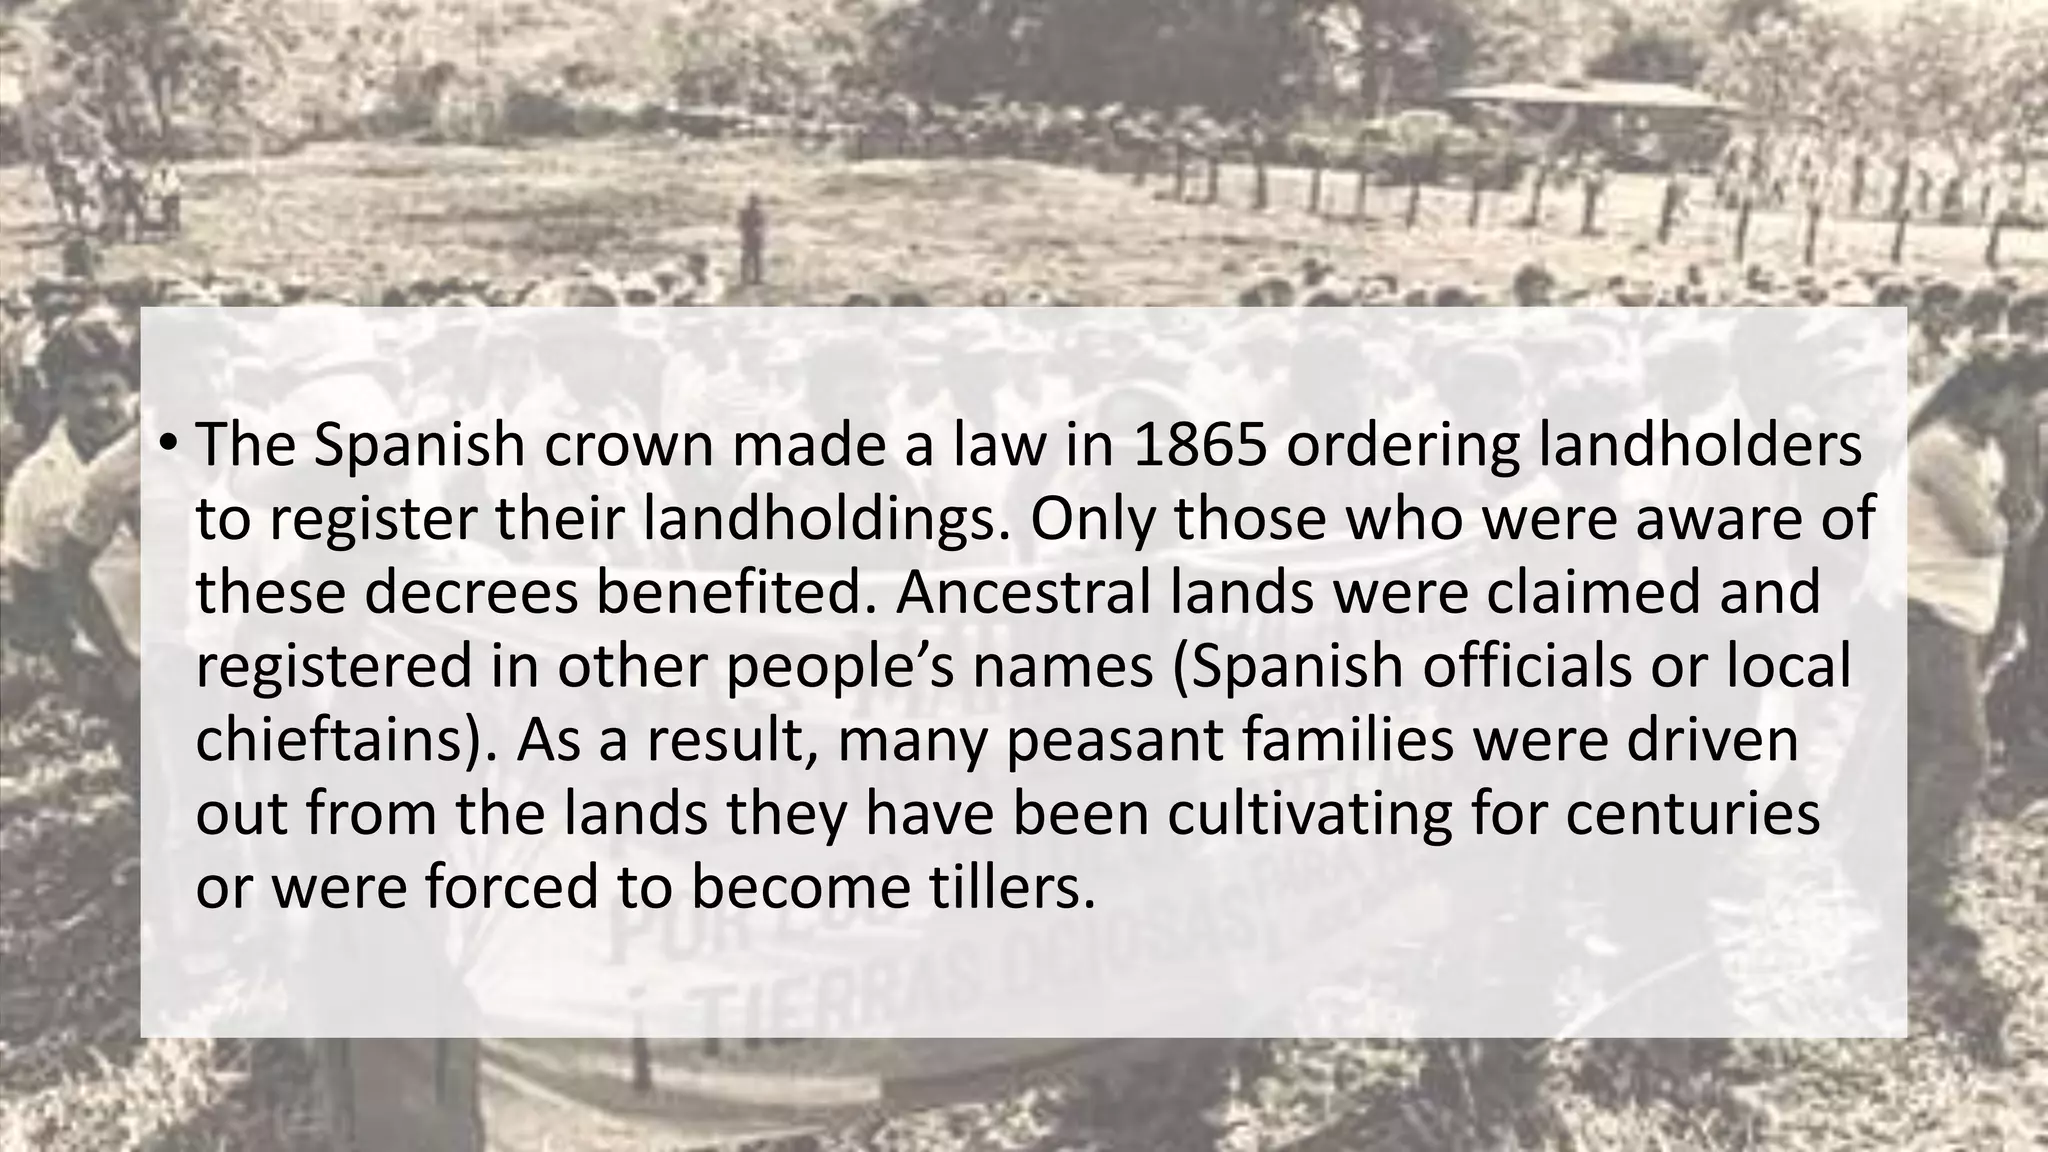 • The Spanish crown made a law in 1865 ordering landholders
to register their landholdings. Only those who were aware of
these decrees benefited. Ancestral lands were claimed and
registered in other people’s names (Spanish officials or local
chieftains). As a result, many peasant families were driven
out from the lands they have been cultivating for centuries
or were forced to become tillers.
¡ TIERRAS OCIOSAS